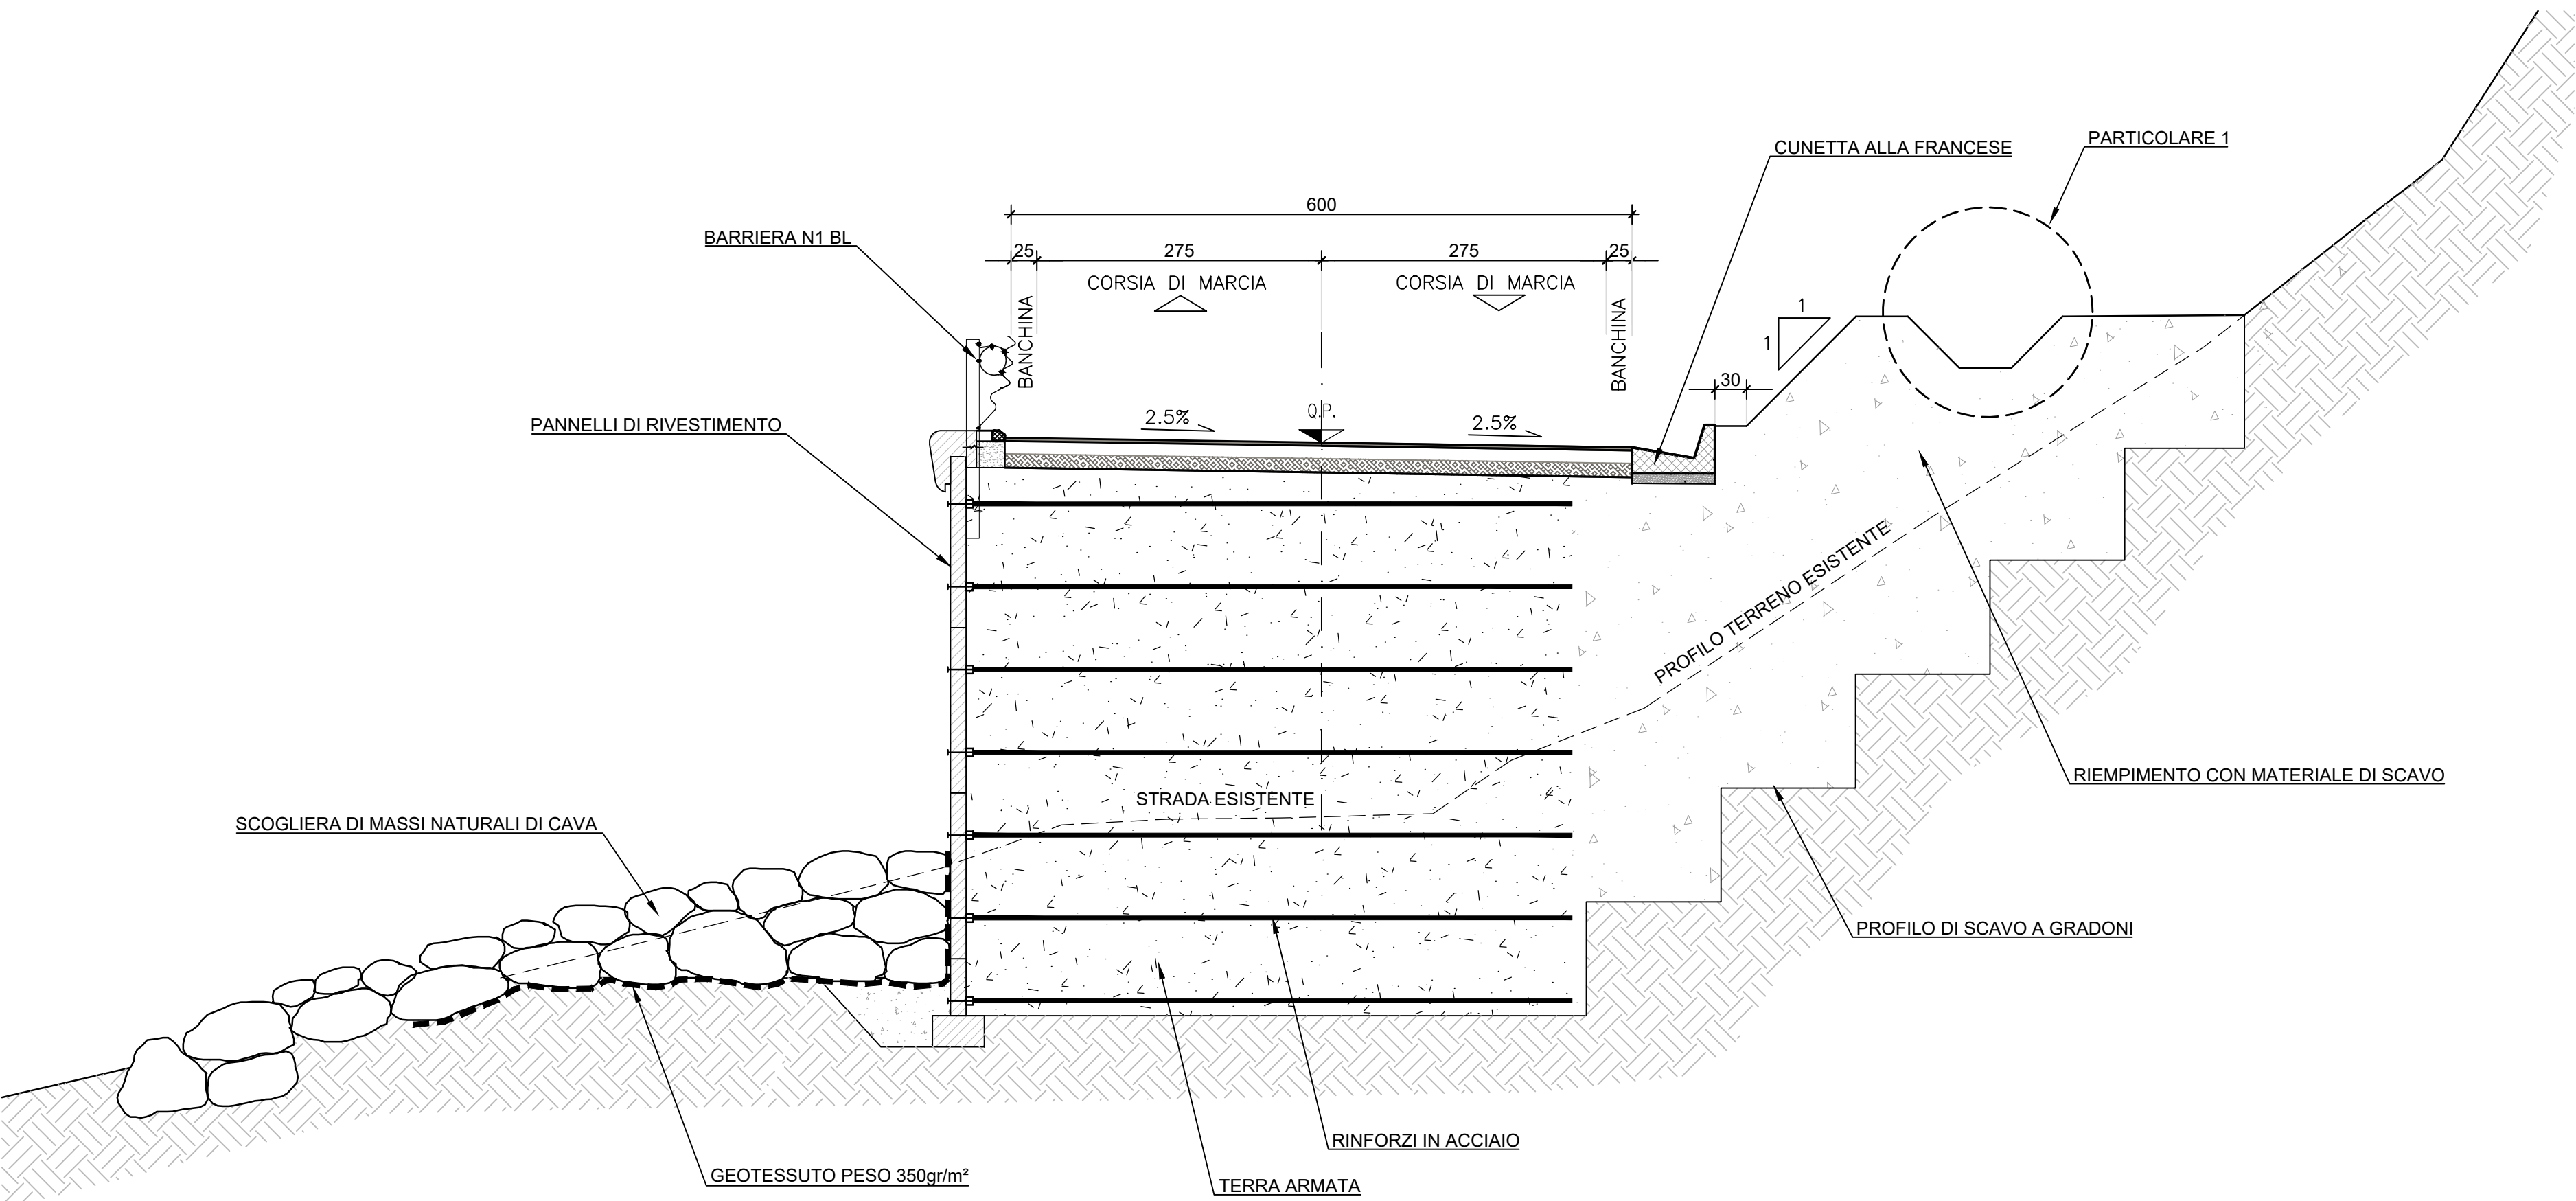 PARTICOLARE 1
CUNETTA ALLA FRANCESE
600
BARRIERA N1 BL
25
275
275
25
CORSIA DI MARCIA
CORSIA DI MARCIA
BANCHINA
BANCHINA
1
1
30
2.5%
Q.P.
2.5%
PANNELLI DI RIVESTIMENTO
PROFILO TERRENO ESISTENTE
RIEMPIMENTO CON MATERIALE DI SCAVO
STRADA ESISTENTE
SCOGLIERA DI MASSI NATURALI DI CAVA
PROFILO DI SCAVO A GRADONI
RINFORZI IN ACCIAIO
GEOTESSUTO PESO 350gr/m²
TERRA ARMATA